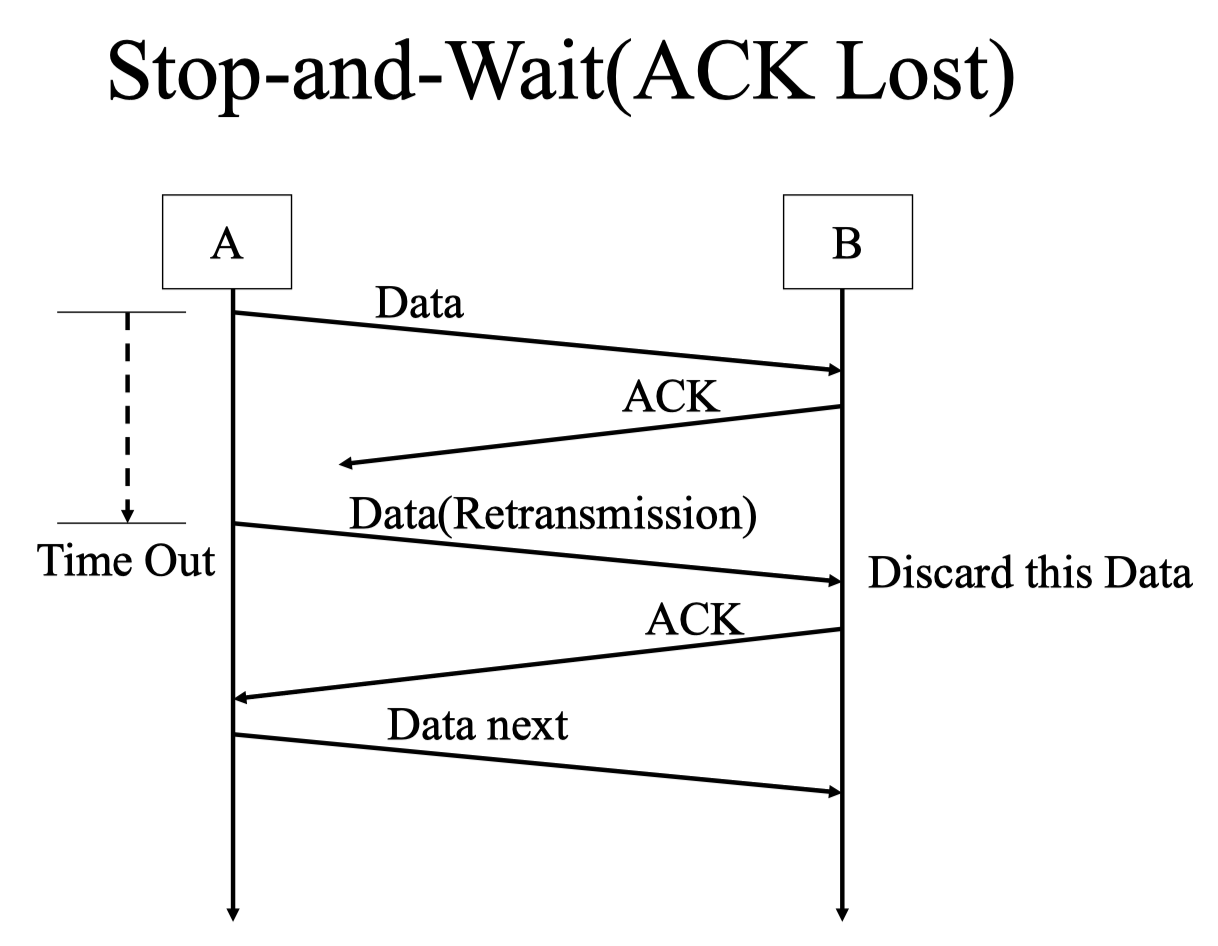 Stop-and-Wait(ACK Lost)
A
B
Data
ACK
Data(Retransmission)
Time Out
Discard this Data
ACK
Data next